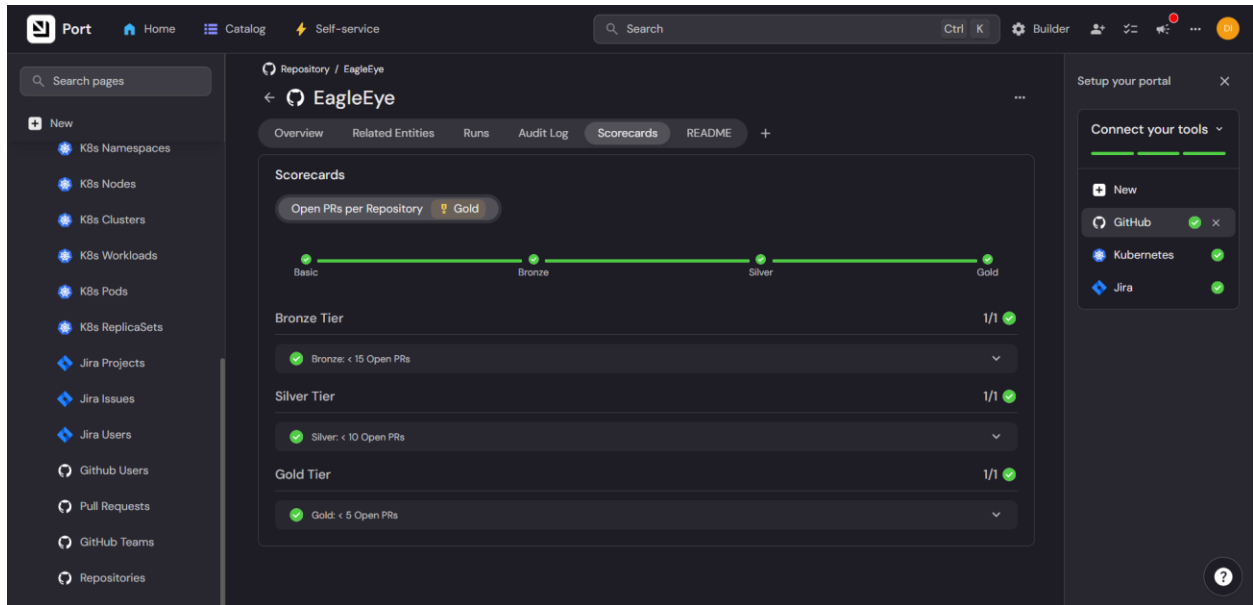 Port
Home
Catalog
Self-service
Search
Ctrl K
Builder
DI
Search pages
New
K8s Namespaces
K8s Nodes
K8s Clusters
K8s Workloads
K8s Pods
K8s ReplicaSets
Jira Projects
Jira Issues
Jira Users
Github Users
Pull Requests
GitHub Teams
Repositories
Repository / EagleEye
EagleEye
Overview Related Entities Runs Audit Log Scorecards README +
Scorecards
Open PRs per Repository Gold
Basic Bronze Silver Gold
Bronze Tier 1/1
Bronze: < 15 Open PRs
Silver Tier 1/1
Silver: < 10 Open PRs
Gold Tier 1/1
Gold: < 5 Open PRs
Setup your portal
Connect your tools
New
GitHub
Kubernetes
Jira
?